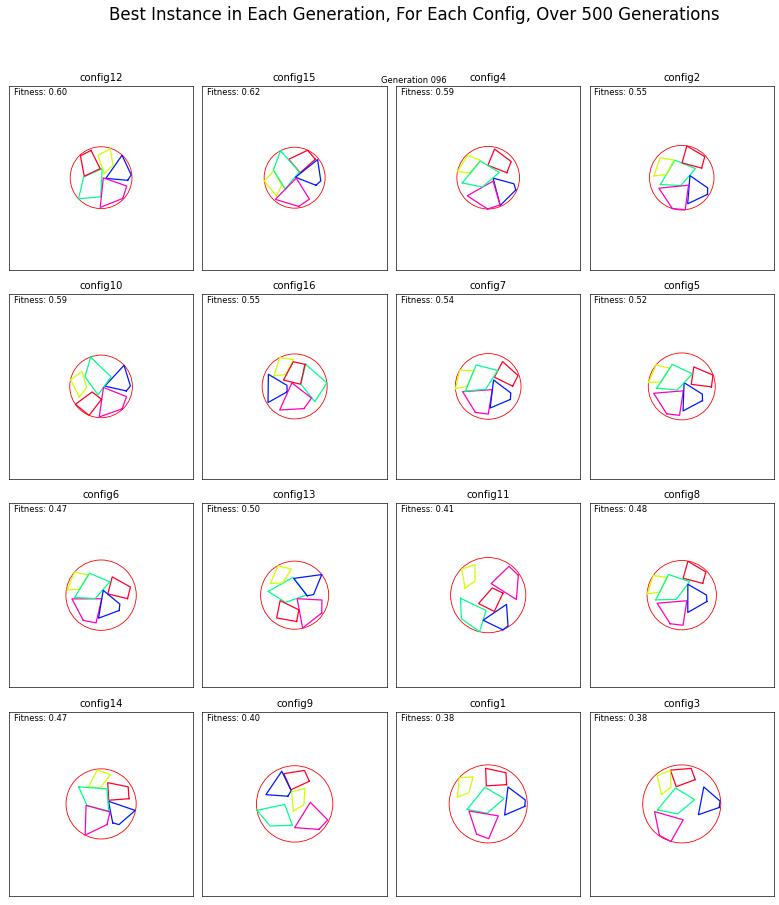 Best Instance in Each Generation, For Each Config, Over 500 Generations
Generation 096
config12
Fitness: 0.60
config15
Fitness: 0.62
config4
Fitness: 0.59
config2
Fitness: 0.55
config10
Fitness: 0.59
config16
Fitness: 0.55
config7
Fitness: 0.54
config5
Fitness: 0.52
config6
Fitness: 0.47
config13
Fitness: 0.50
config11
Fitness: 0.41
config8
Fitness: 0.48
config14
Fitness: 0.47
config9
Fitness: 0.40
config1
Fitness: 0.38
config3
Fitness: 0.38